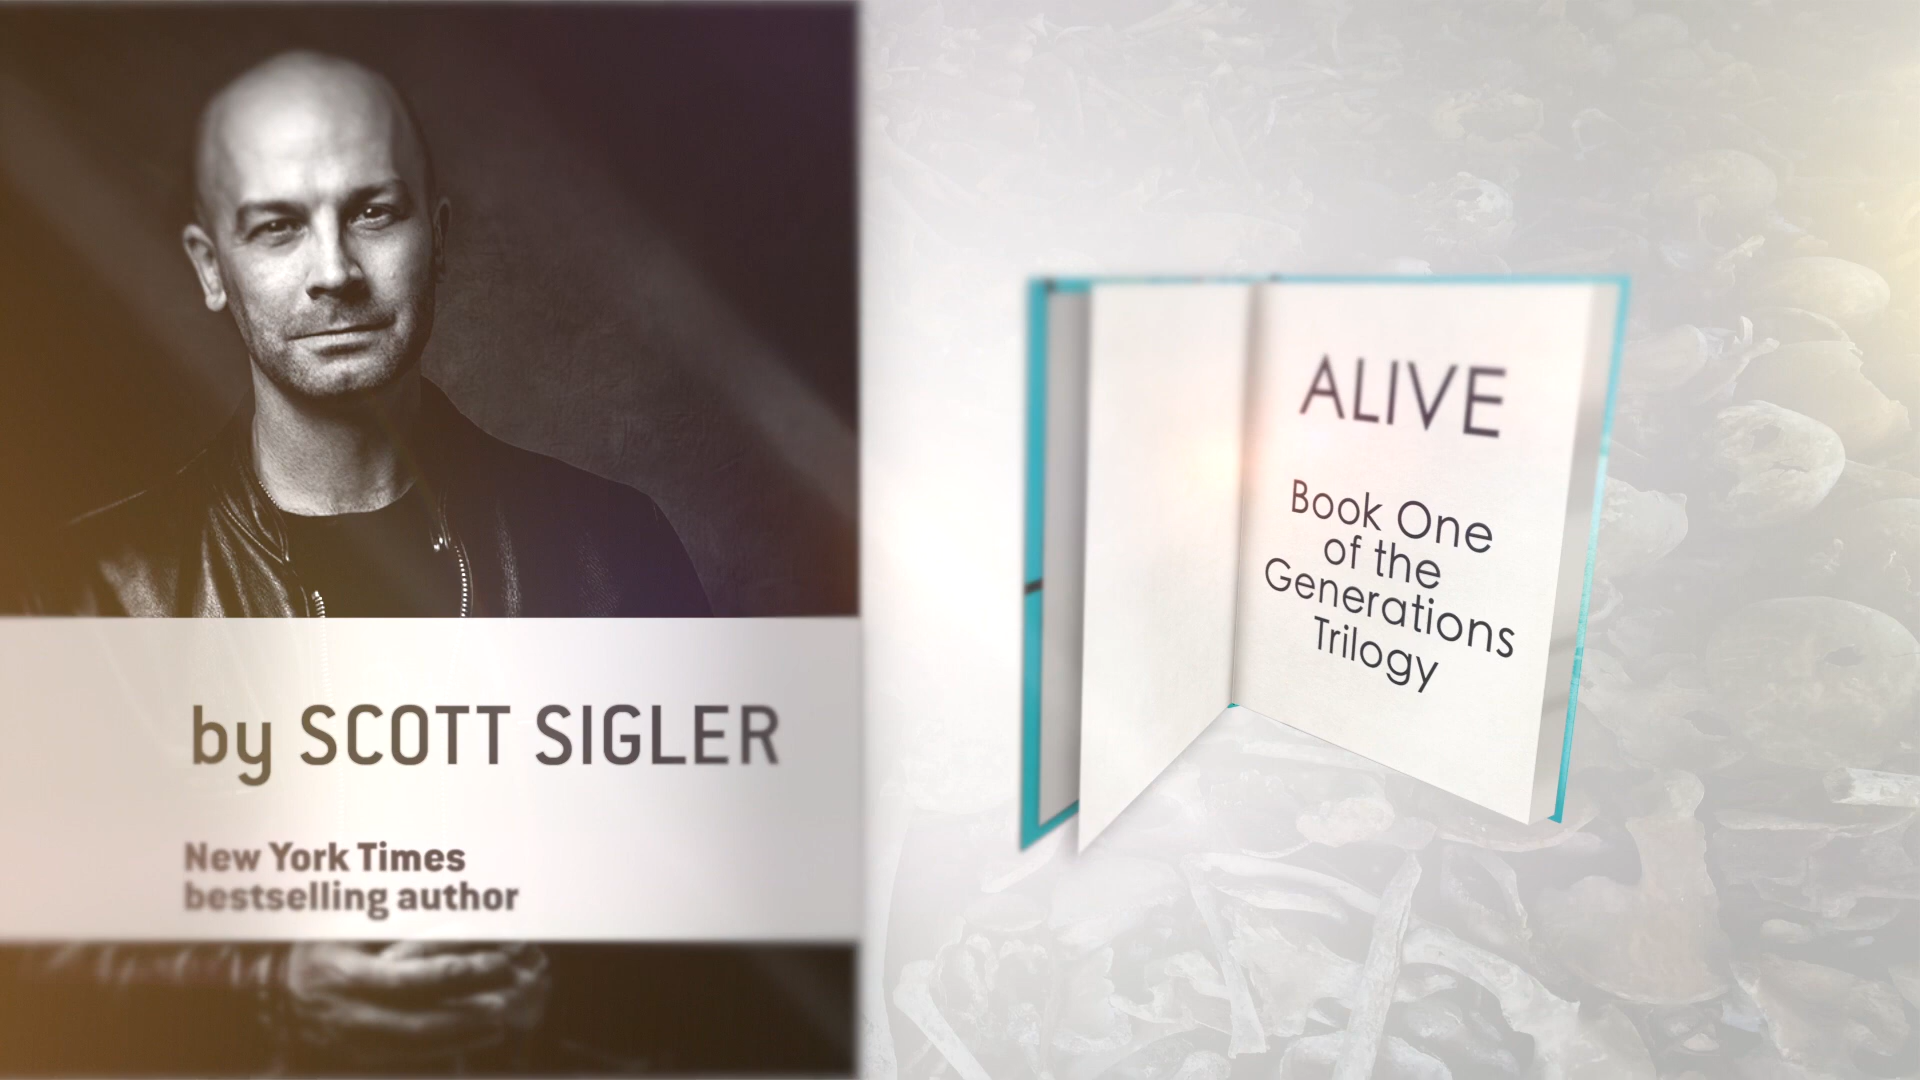 by SCOTT SIGLER
New York Times
bestselling author
ALIVE
Book One
of the
Generations
Trilogy